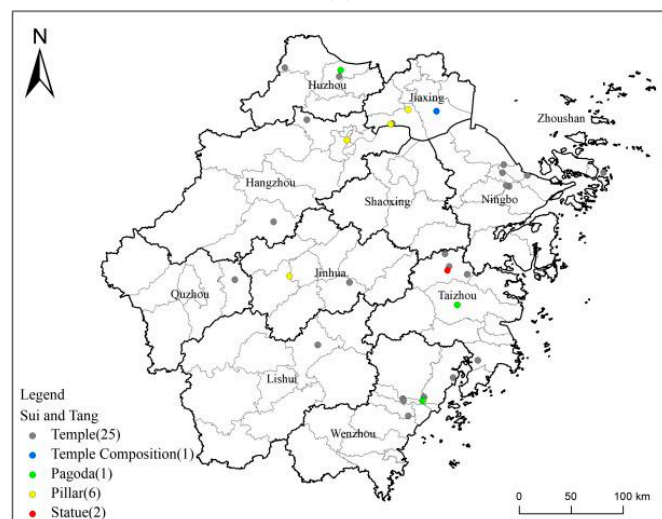 N
Huzhou
Jiaxing
Zhoushan
Hangzhou
Shaoxing
Ningbo
Jinhua
Quzhou
Taizhou
Lishui
Wenzhou
Legend
Sui and Tang
Temple(25)
Temple Composition(1)
Pagoda(1)
Pillar(6)
Statue(2)
0 50 100 km